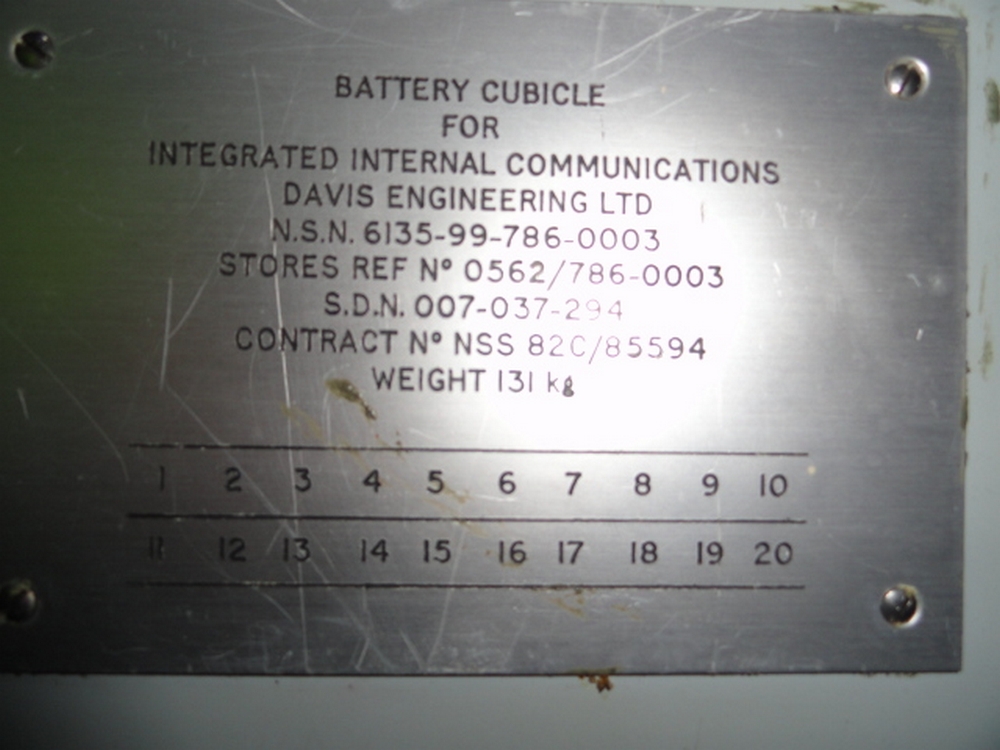 BATTERY CUBICLE
FOR
INTEGRATED INTERNAL COMMUNICATIONS
DAVIS ENGINEERING LTD
N.S.N. 6135-99-786-0003
STORES REF Nº 0562/786-0003
S.D.N. 007-037-294
CONTRACT Nº NSS 82C/85594
WEIGHT 131 kg
1 2 3 4 5 6 7 8 9 10
11 12 13 14 15 16 17 18 19 20